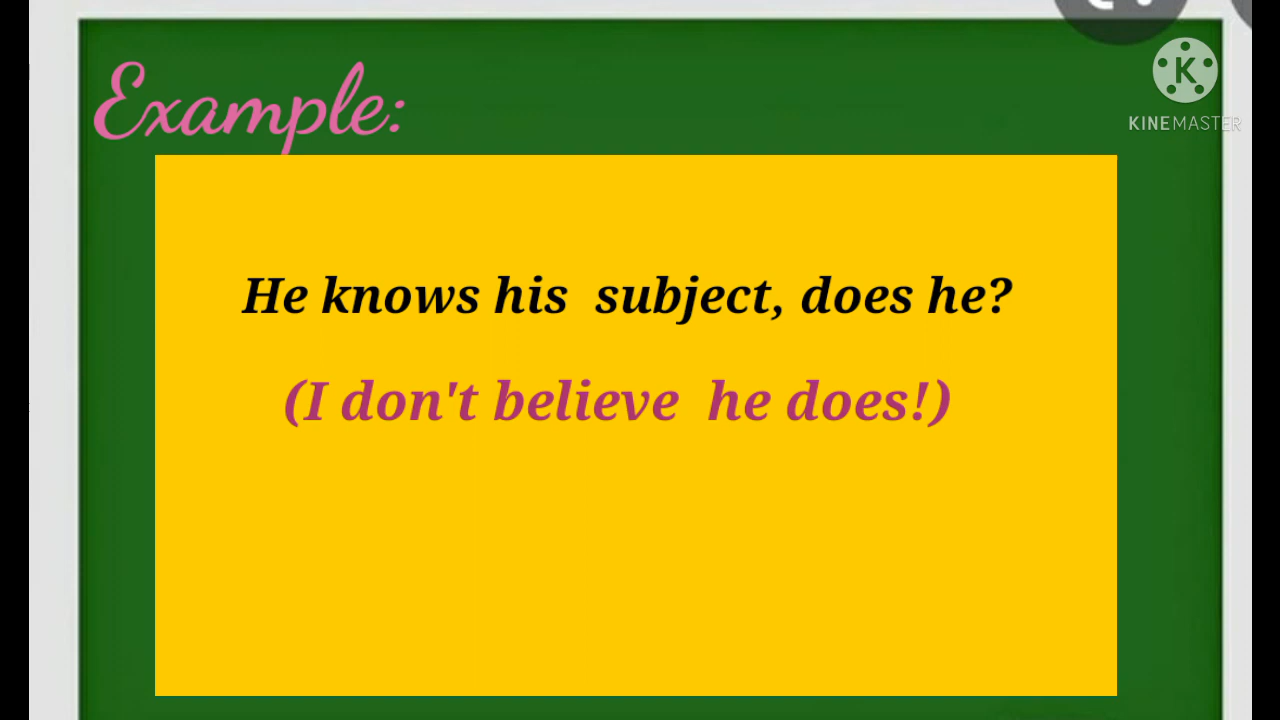 Example:
KINEMASTER
He knows his subject, does he?
(I don't believe he does!)